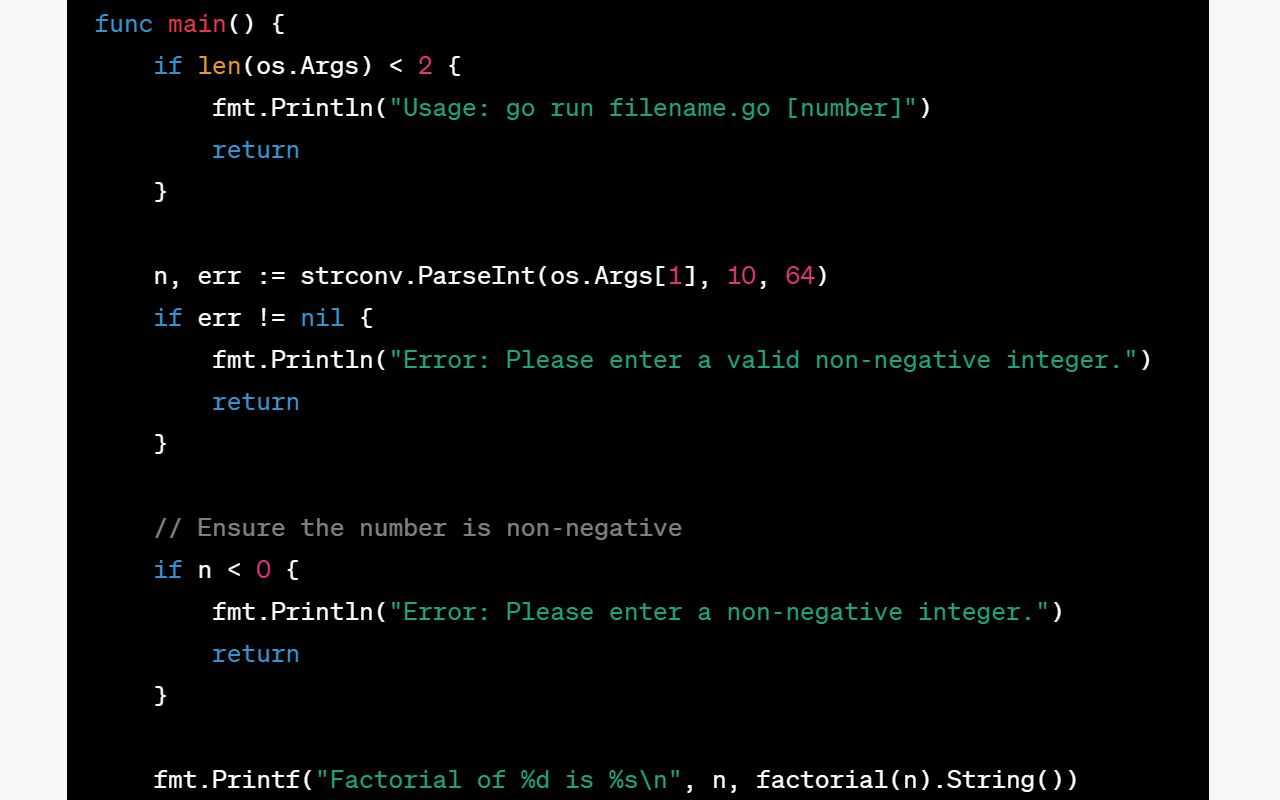 func main() {
    if len(os.Args) < 2 {
        fmt.Println("Usage: go run filename.go [number]")
        return
    }

    n, err := strconv.ParseInt(os.Args[1], 10, 64)
    if err != nil {
        fmt.Println("Error: Please enter a valid non-negative integer.")
        return
    }

    // Ensure the number is non-negative
    if n < 0 {
        fmt.Println("Error: Please enter a non-negative integer.")
        return
    }

    fmt.Printf("Factorial of %d is %s\n", n, factorial(n).String())